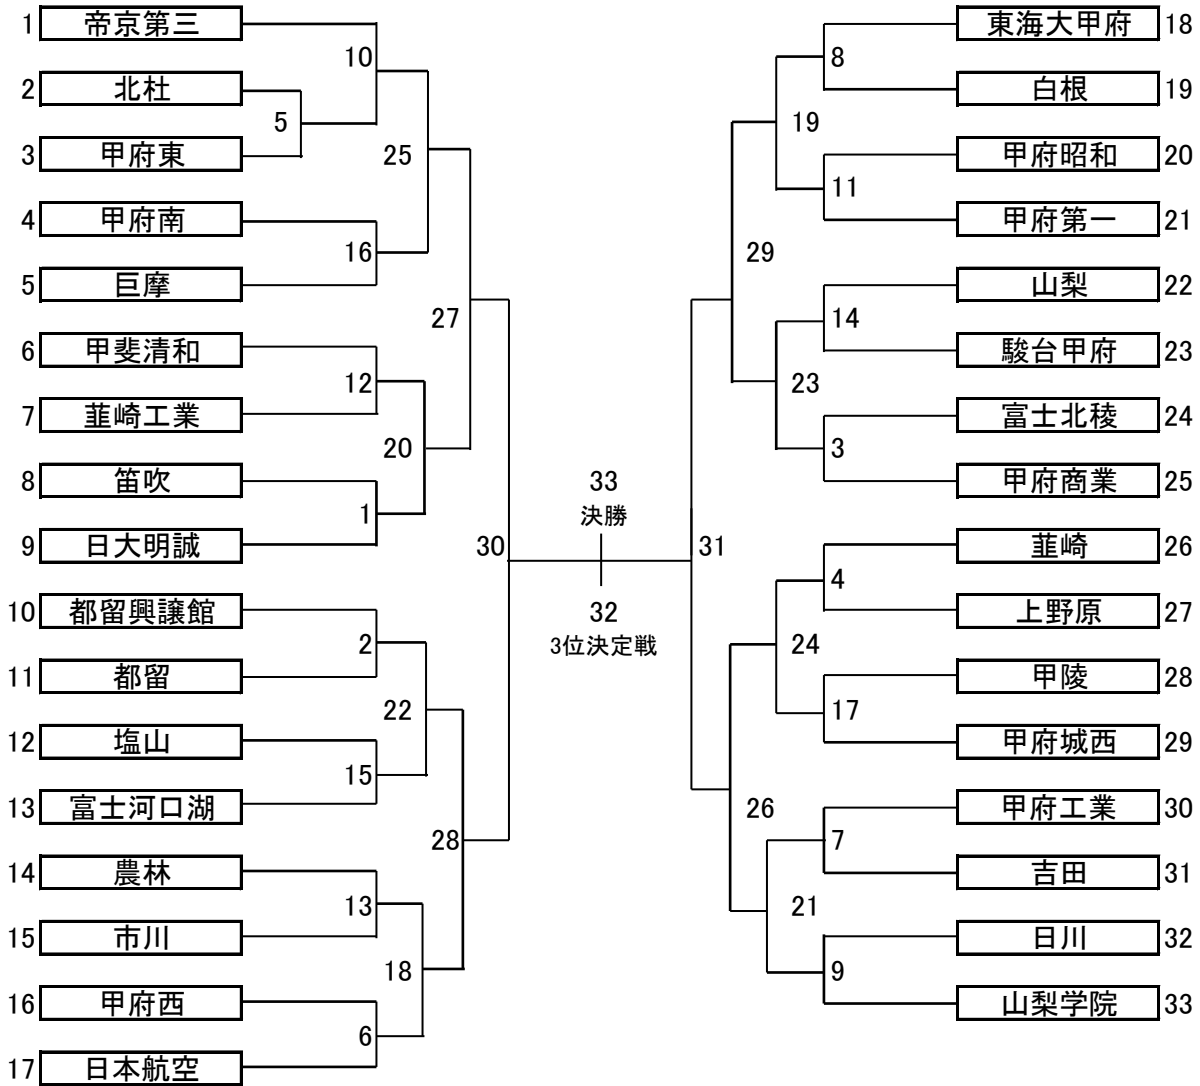 1 帝京第三
10
2 北杜
5
3 甲府東
25
4 甲府南
16
5 巨摩
27
6 甲斐清和
12
7 韮崎工業
20
8 笛吹
1
9 日大明誠
30
10 都留興譲館
2
11 都留
22
12 塩山
15
13 富士河口湖
28
14 農林
13
15 市川
18
16 甲府西
6
17 日本航空
33
決勝
32
3位決定戦
東海大甲府 18
8
白根 19
19
甲府昭和 20
11
甲府第一 21
29
山梨 22
14
駿台甲府 23
23
富士北稜 24
3
甲府商業 25
31
韮崎 26
4
上野原 27
24
甲陵 28
17
甲府城西 29
26
甲府工業 30
7
吉田 31
21
日川 32
9
山梨学院 33